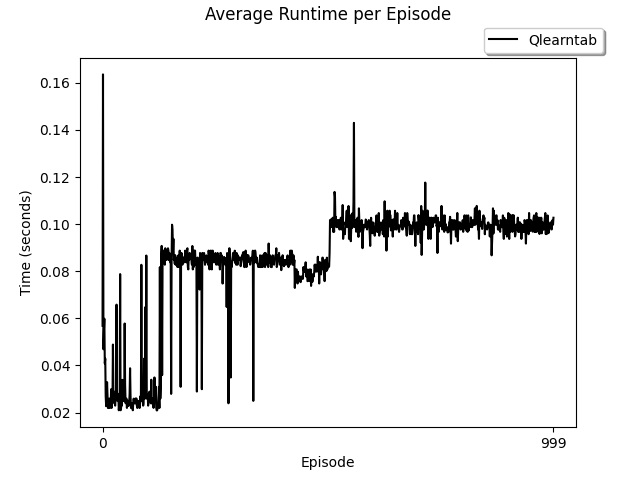 Average Runtime per Episode
Qlearntab
0.16
0.14
0.12
0.10
0.08
0.06
0.04
0.02
Time (seconds)
0
999
Episode